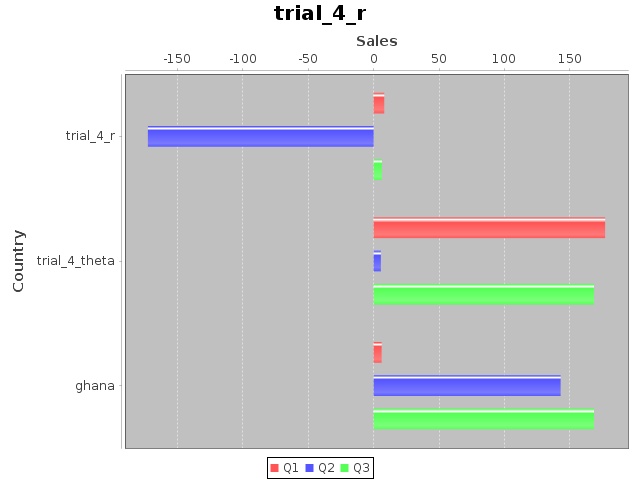 trial_4_r
Sales
-150 -100 -50 0 50 100 150
Country
trial_4_r
trial_4_theta
ghana
Q1 Q2 Q3